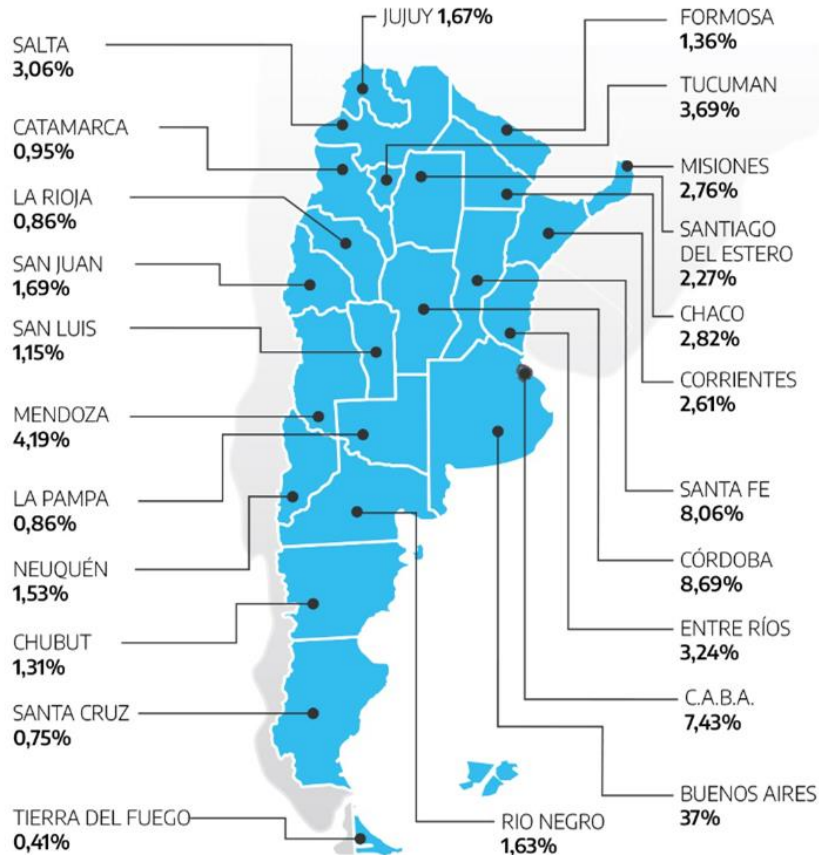 JUJUY 1,67%
SALTA
3,06%
CATAMARCA
0,95%
LA RIOJA
0,86%
SAN JUAN
1,69%
SAN LUIS
1,15%
MENDOZA
4,19%
LA PAMPA
0,86%
NEUQUÉN
1,53%
CHUBUT
1,31%
SANTA CRUZ
0,75%
TIERRA DEL FUEGO
0,41%
FORMOSA
1,36%
TUCUMAN
3,69%
MISIONES
2,76%
SANTIAGO
DEL ESTERO
2,27%
CHACO
2,82%
CORRIENTES
2,61%
SANTA FE
8,06%
CÓRDOBA
8,69%
ENTRE RÍOS
3,24%
C.A.B.A.
7,43%
BUENOS AIRES
37%
RIO NEGRO
1,63%